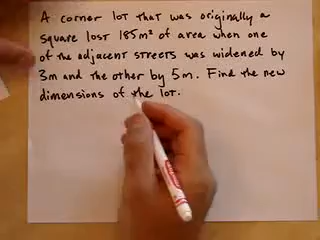 A corner lot that was originally a
square lost 185m² of area when one
of the adjacent streets was widened by
3m and the other by 5m. Find the new
dimensions of the lot.